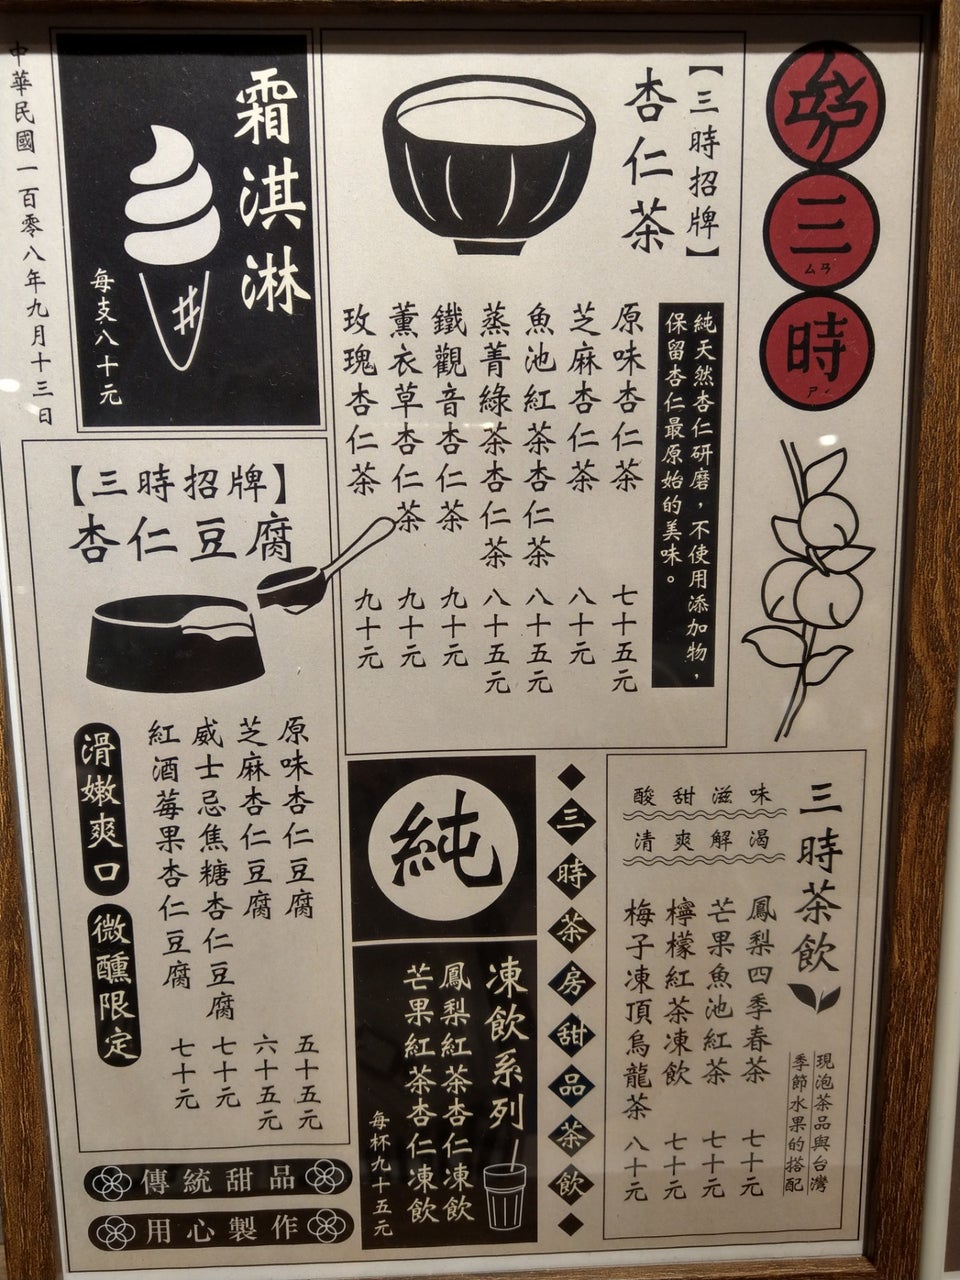 三
ㄙㄢ
時
ㄕˊ
【三時招牌】
杏仁茶
純天然杏仁研磨，不使用添加物，
保留杏仁最原始的美味。
原味杏仁茶 七十五元
芝麻杏仁茶 八十元
魚池紅茶杏仁茶 八十五元
蒸菁綠茶杏仁茶 八十五元
鐵觀音杏仁茶 九十元
薰衣草杏仁茶 九十元
玫瑰杏仁茶 九十元
霜淇淋
每支八十元
中華民國一百零八年九月十三日
【三時招牌】
杏仁豆腐
原味杏仁豆腐 五十五元
芝麻杏仁豆腐 六十五元
威士忌焦糖杏仁豆腐 七十元
紅酒莓果杏仁豆腐 七十元
滑嫩爽口
微醺限定
傳統甜品
用心製作
三時茶飲
現泡茶品與台灣
季節水果的搭配
酸甜滋味
清爽解渴
鳳梨四季春茶 七十元
芒果魚池紅茶 七十元
檸檬紅茶凍飲 七十元
梅子凍頂烏龍茶 八十元
三時茶房甜品茶飲
純
凍飲系列
鳳梨紅茶杏仁凍飲
芒果紅茶杏仁凍飲
每杯九十五元